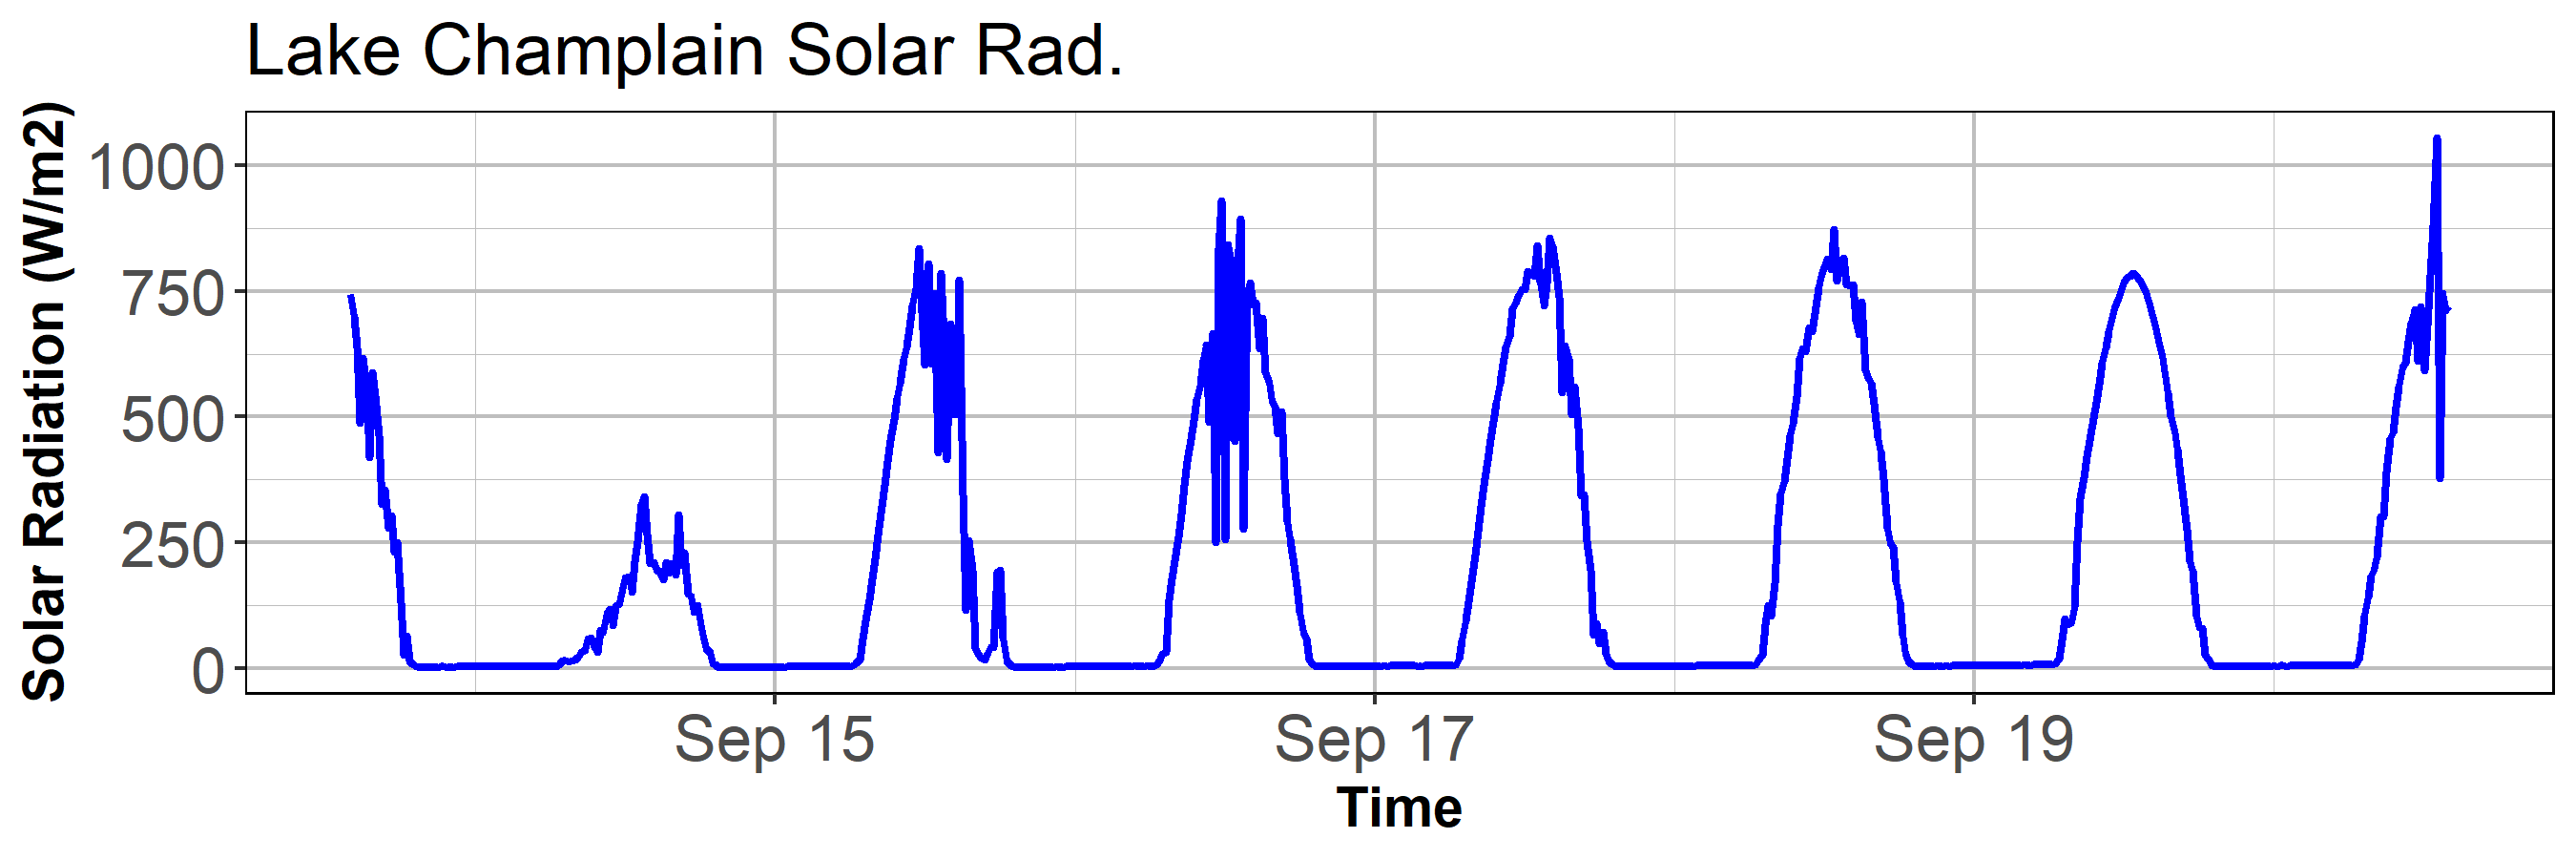 Lake Champlain Solar Rad.
Solar Radiation (W/m2)
1000
750
500
250
0
Sep 15
Sep 17
Sep 19
Time